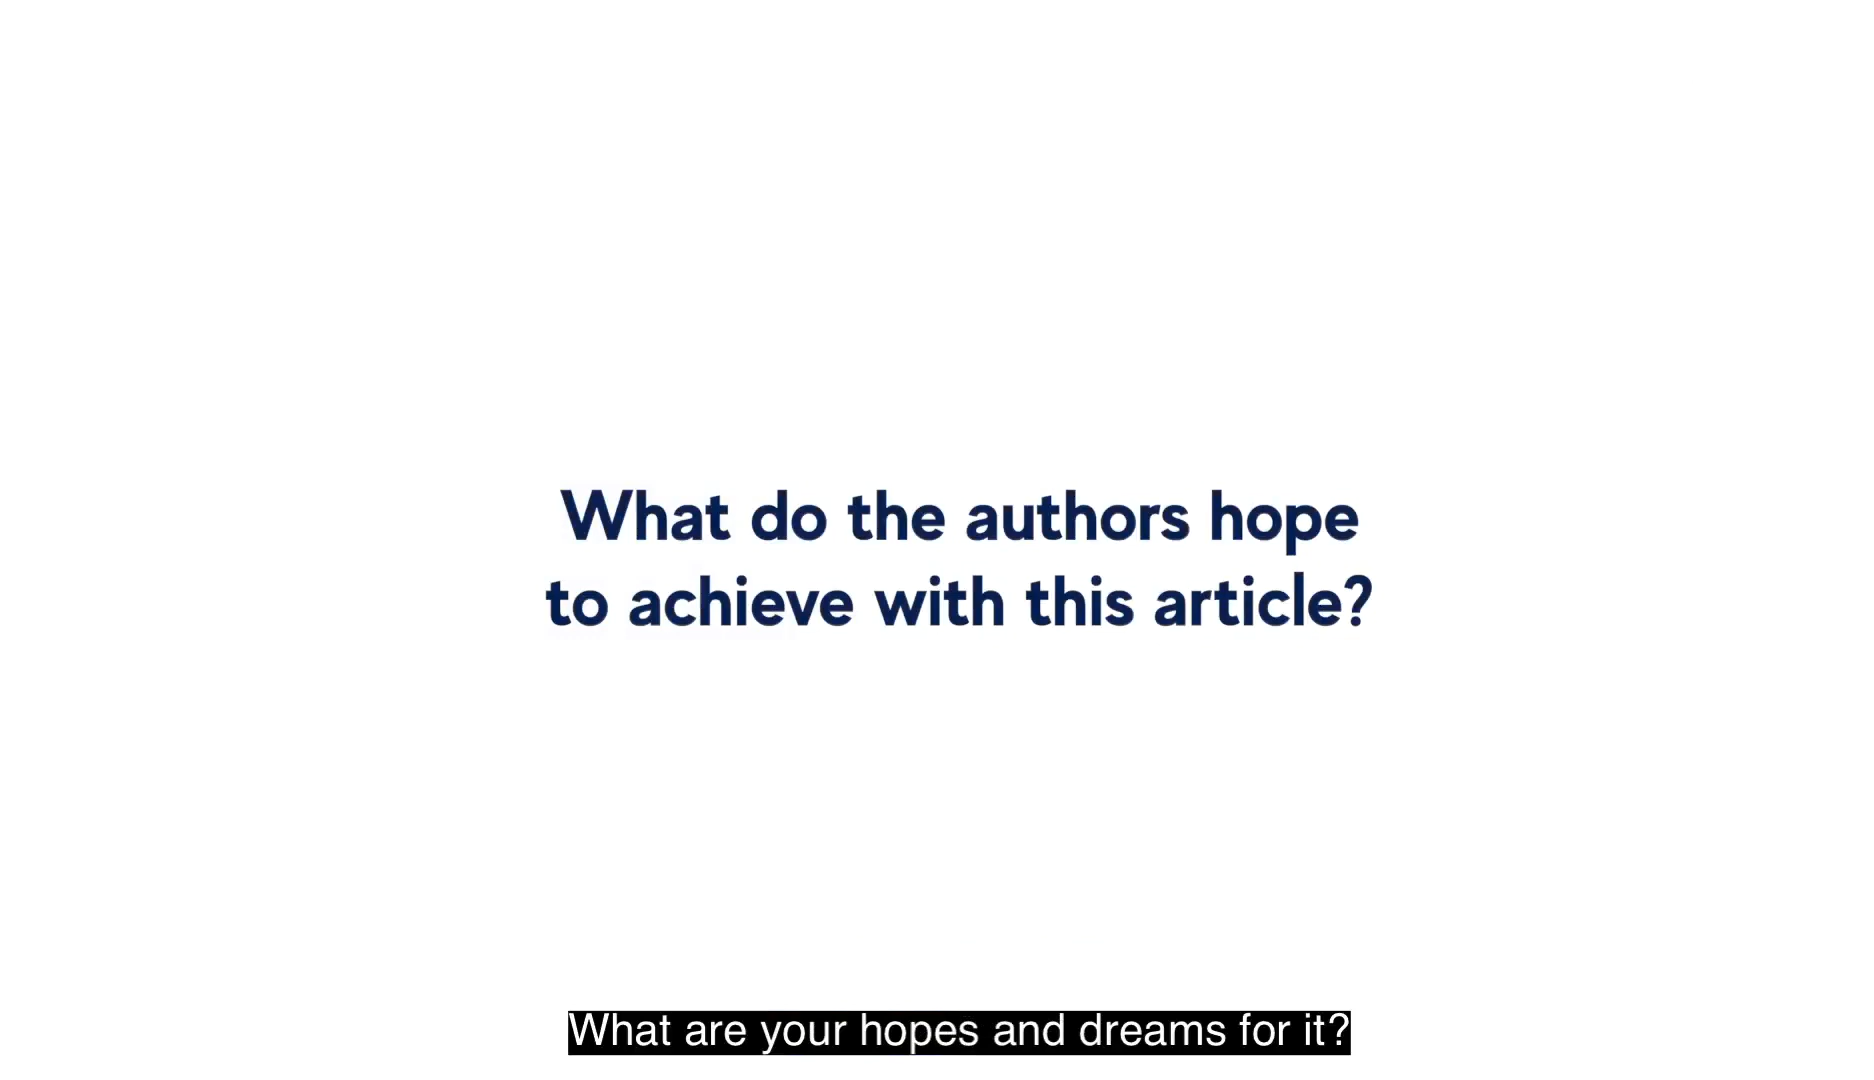 What do the authors hope
to achieve with this article?
What are your hopes and dreams for it?